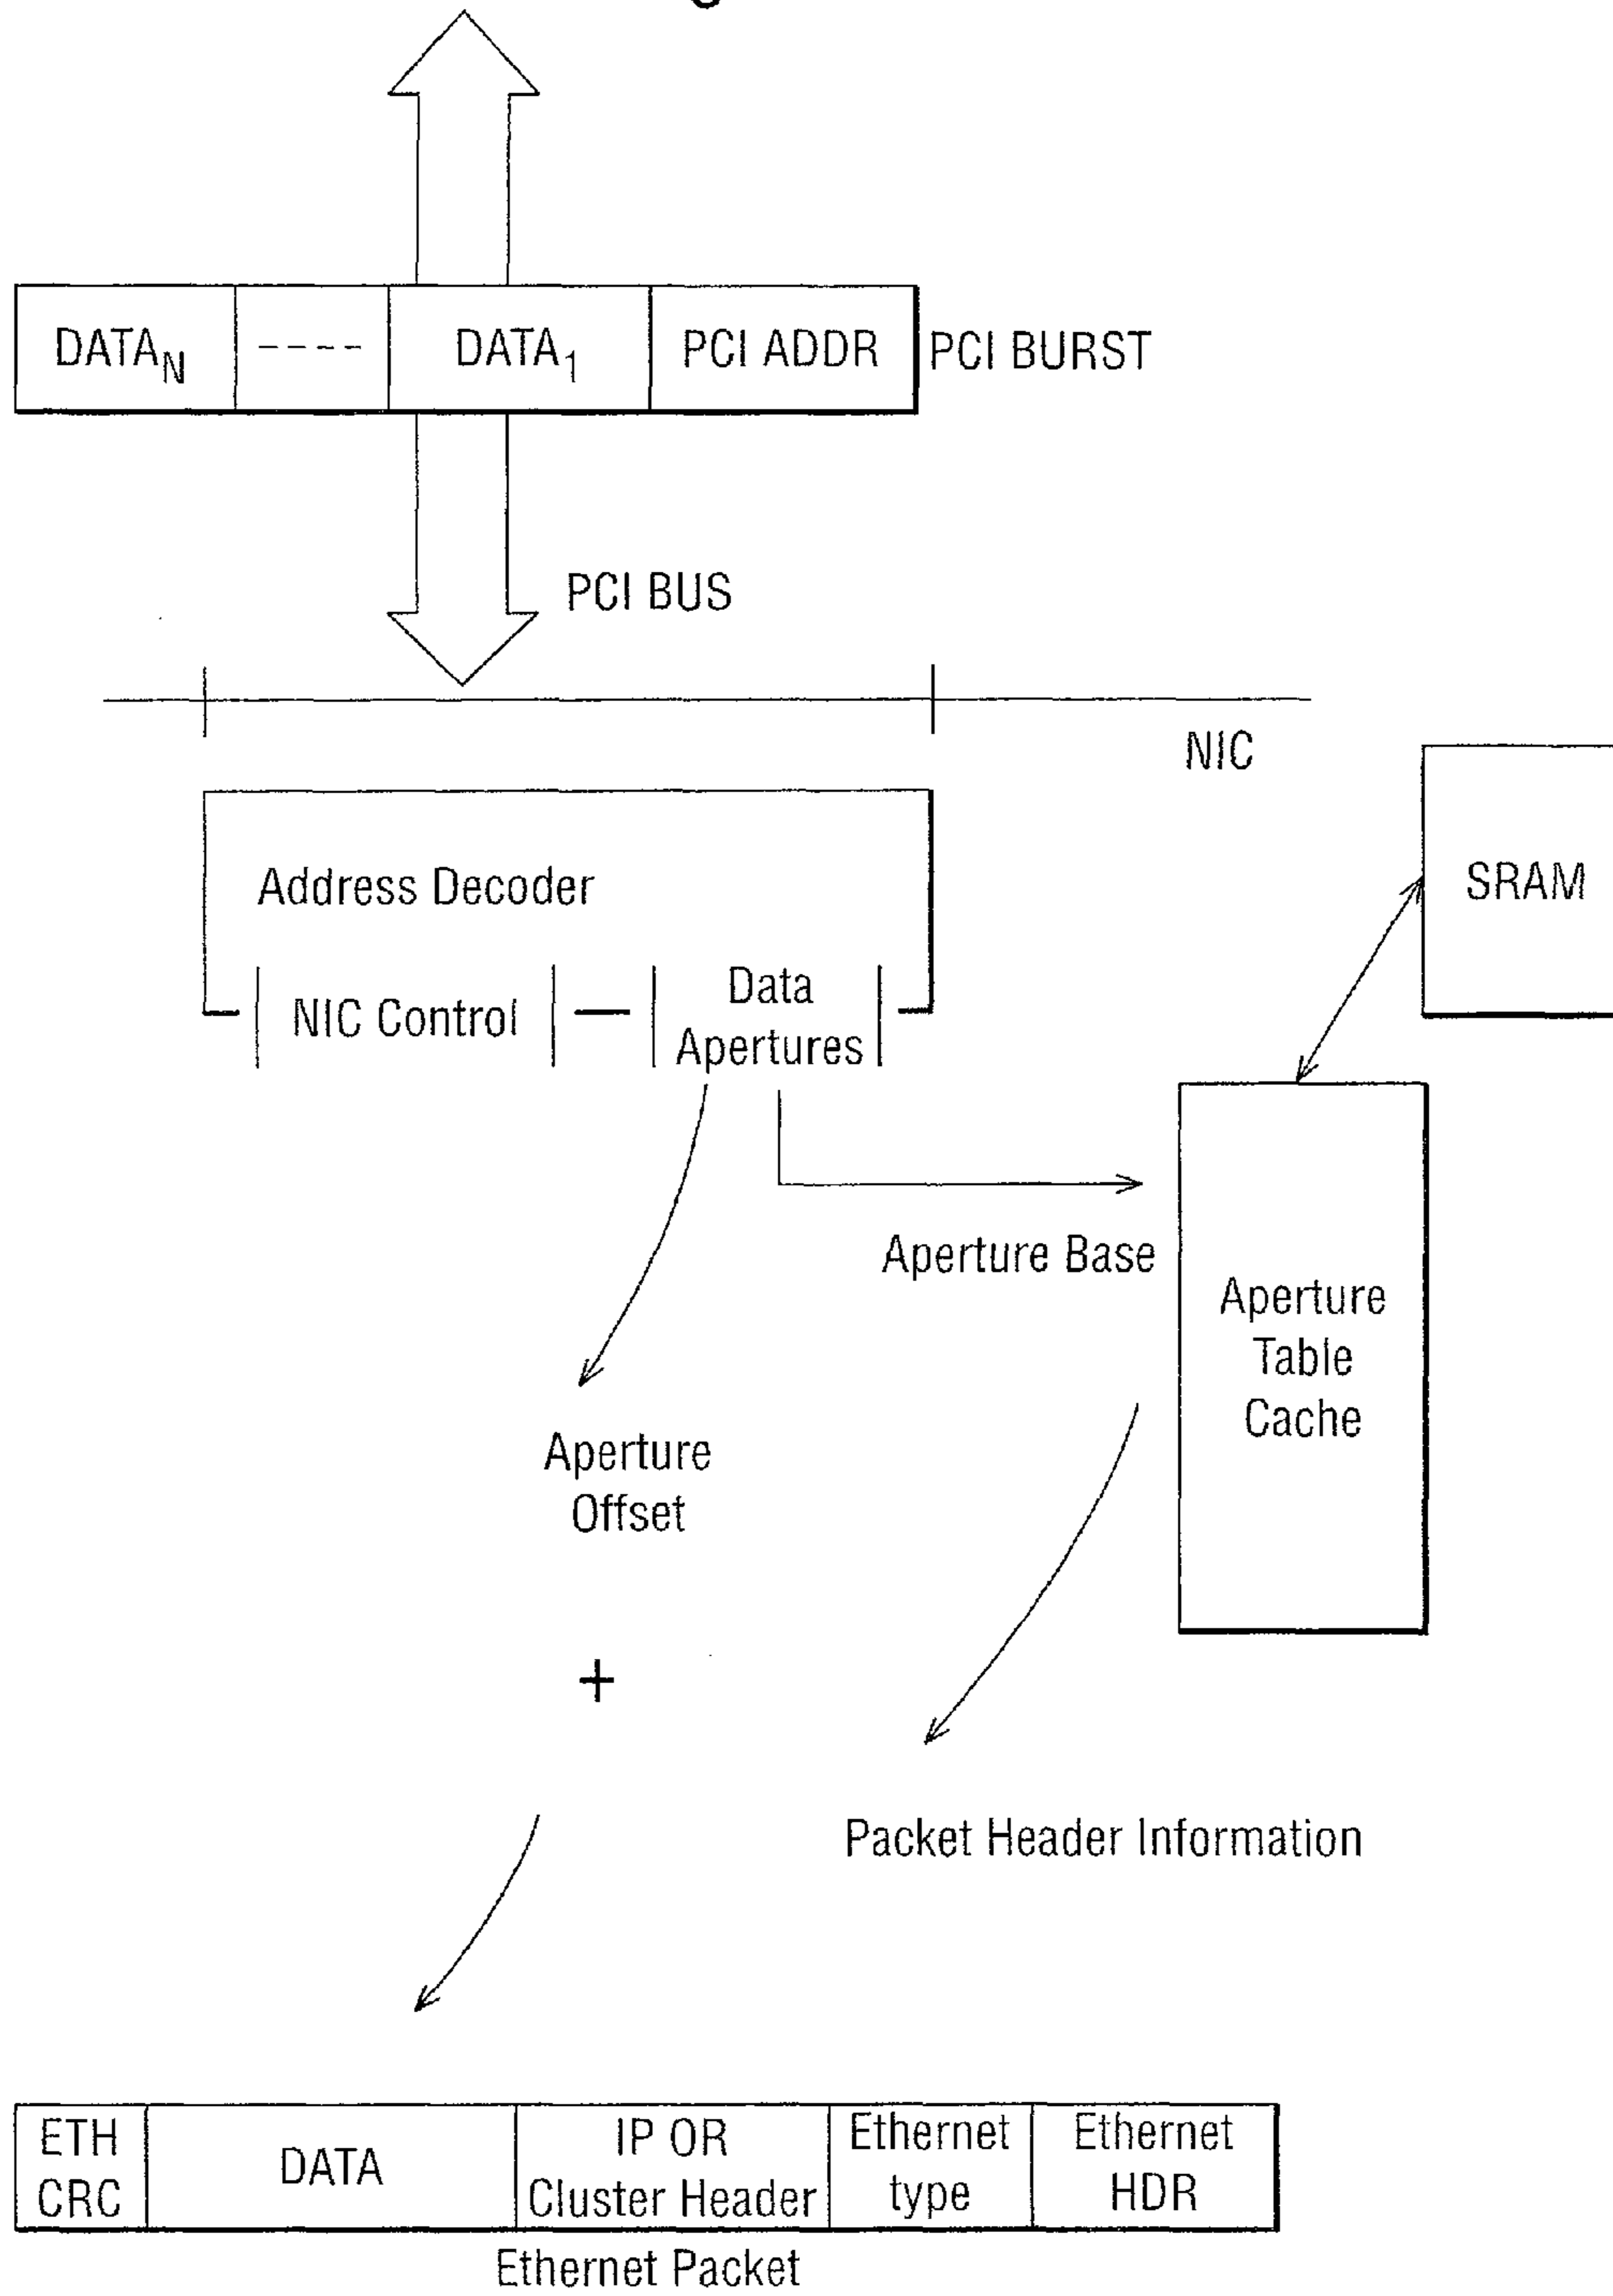 DATAN ---- DATA1 PCI ADDR PCI BURST
PCI BUS
NIC
SRAM
Address Decoder
NIC Control
Data
Apertures
Aperture Base
Aperture
Table
Cache
Aperture
Offset
+
Packet Header Information
ETH
CRC
DATA
IP OR
Cluster Header
Ethernet
type
Ethernet
HDR
Ethernet Packet